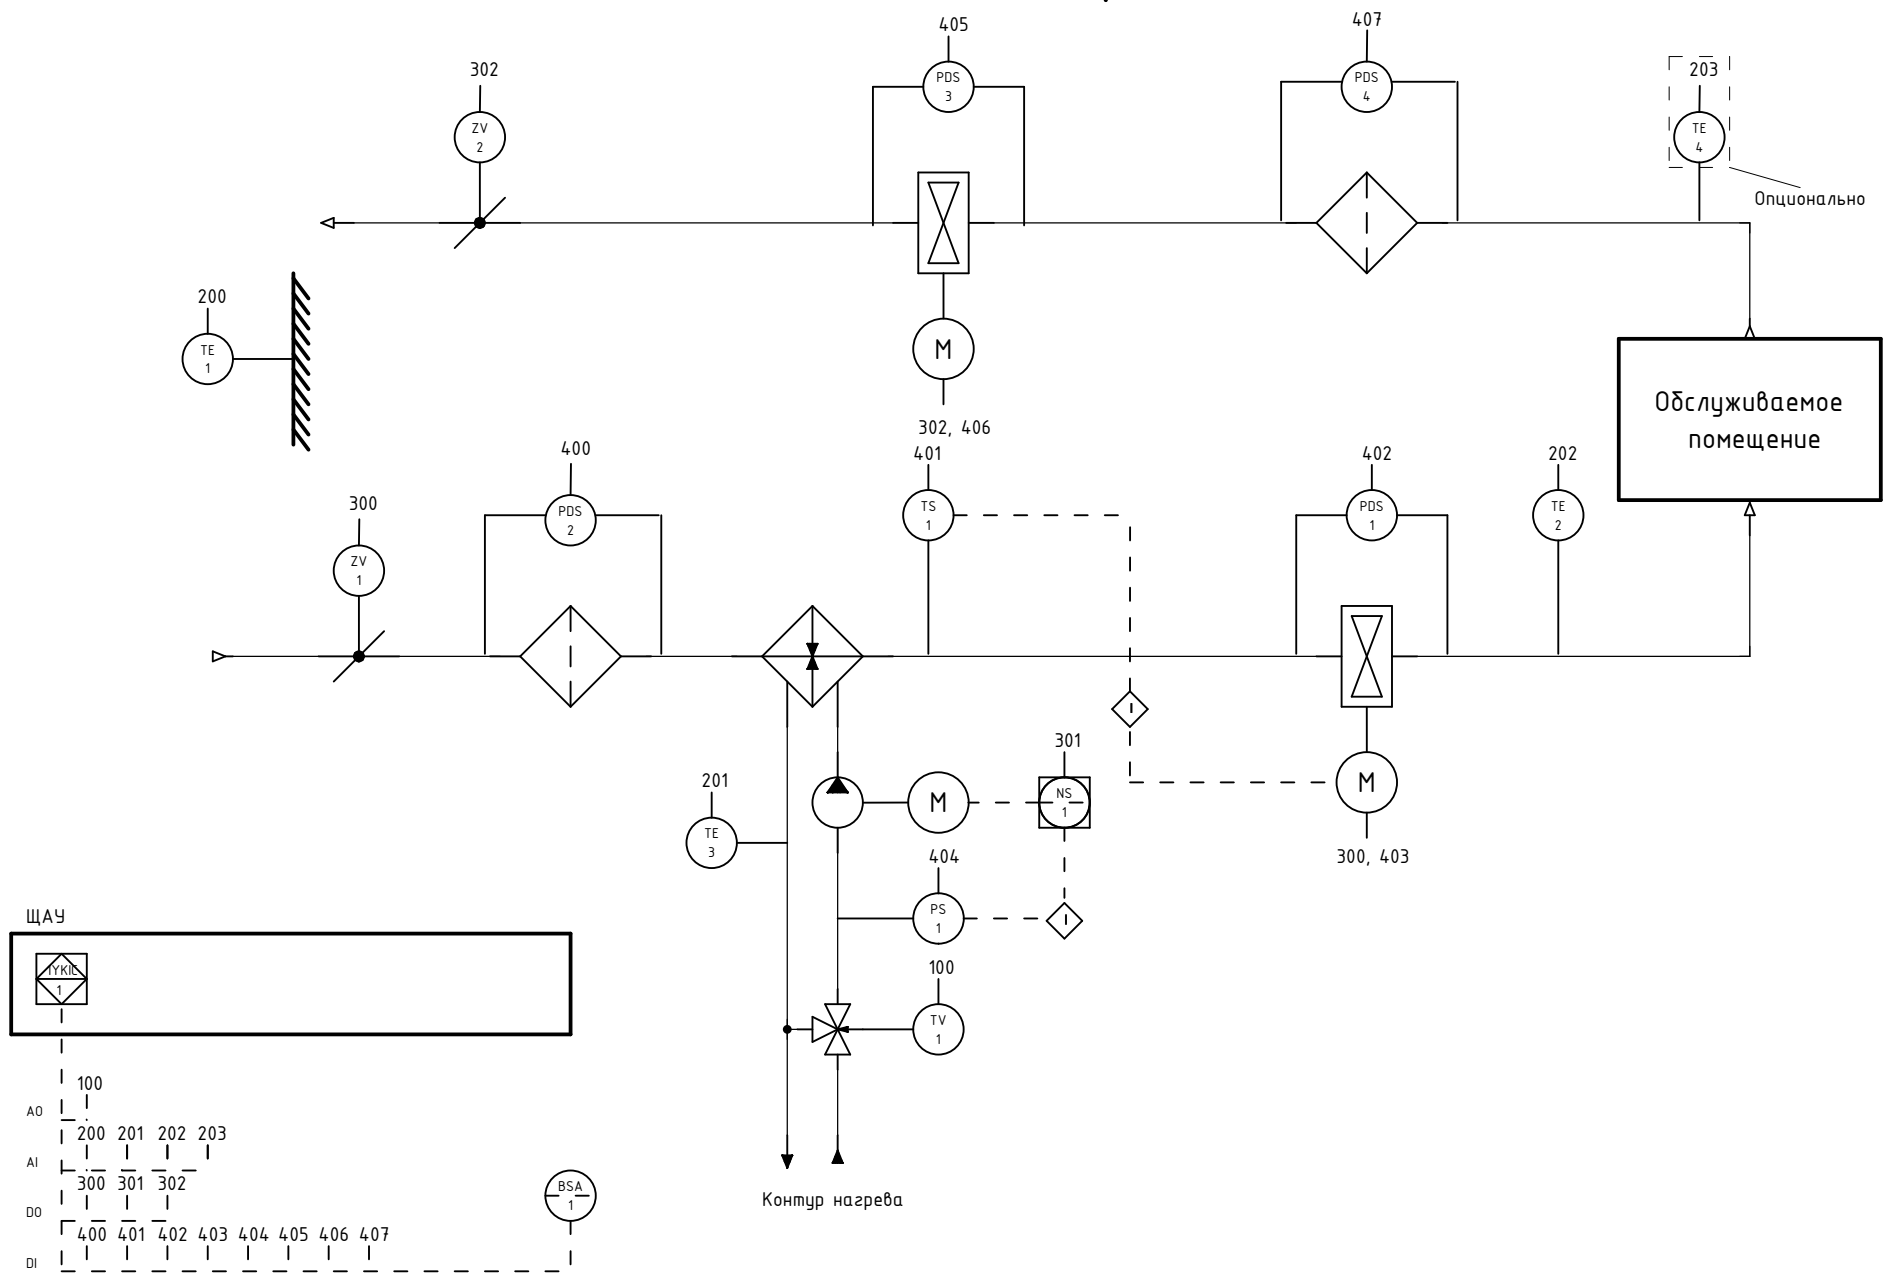 405
407
302
203
PDS
3
PDS
4
ZV
2
TE
4
Опционально
200
TE
1
M
Обслуживаемое
помещение
302, 406
400
401
402
202
300
PDS
2
TS
1
PDS
1
TE
2
ZV
1
I
301
201
M
NS
1
M
TE
3
404
300, 403
PS
1
I
ЩАУ
IYKIC
1
100
TV
1
100
AO
200 201 202 203
AI
300 301 302
DO
BSA
1
Контур нагрева
400 401 402 403 404 405 406 407
DI